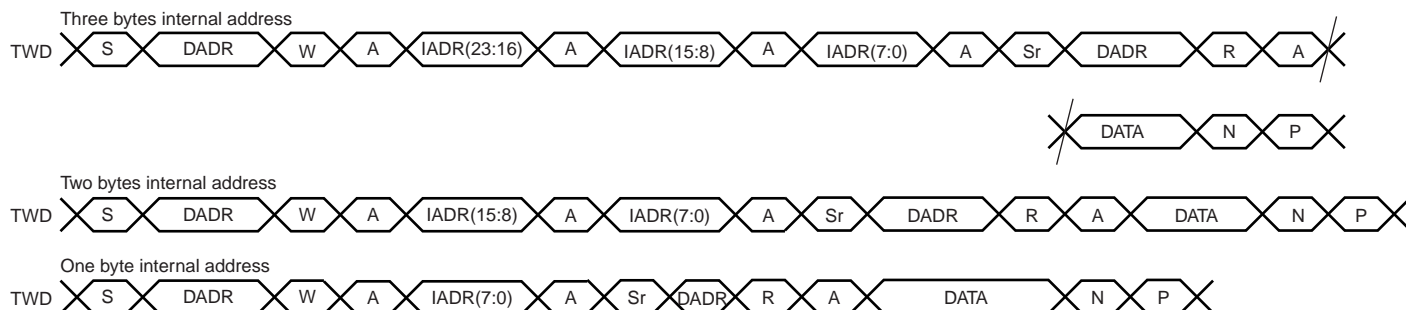 Three bytes internal address
TWD S DADR W A IADR(23:16) A IADR(15:8) A IADR(7:0) A Sr DADR R A
DATA N P
Two bytes internal address
TWD S DADR W A IADR(15:8) A IADR(7:0) A Sr DADR R A DATA N P
One byte internal address
TWD S DADR W A IADR(7:0) A Sr DADR R A DATA N P